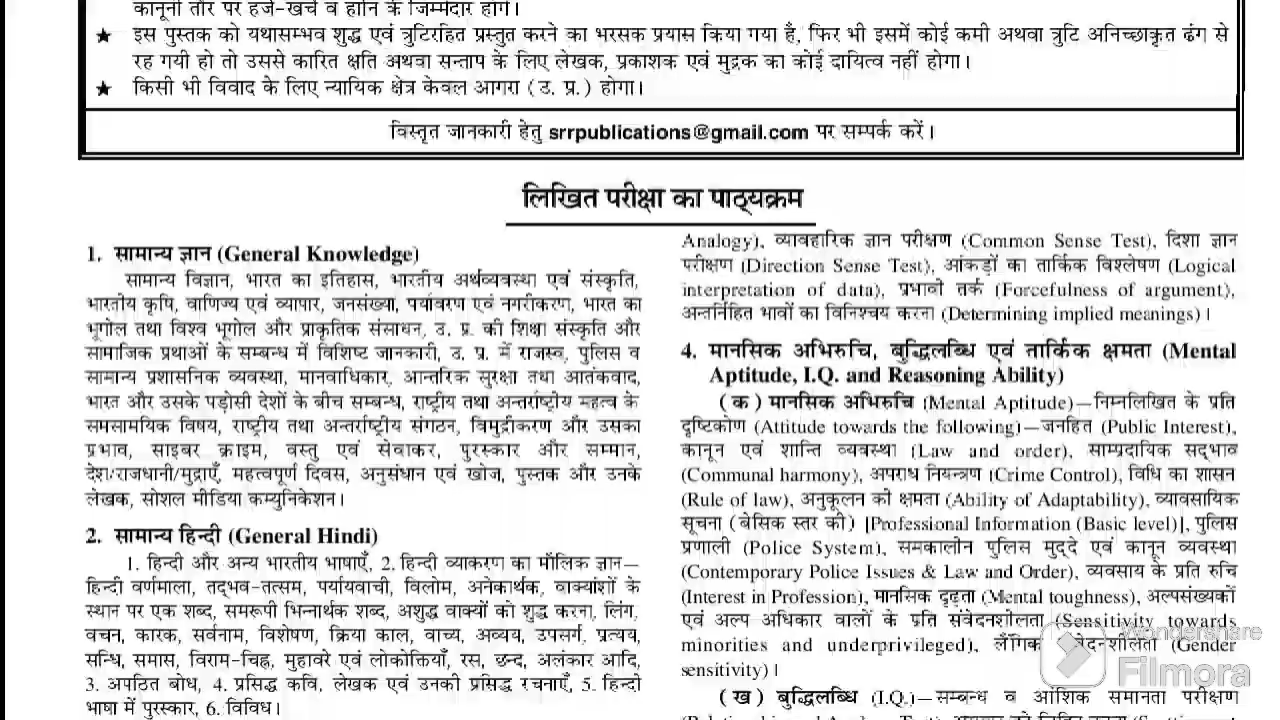 कानूनी तौर पर हर्जे-खर्चे व हानि के जिम्मेदार होंगे।
★ इस पुस्तक को यथासम्भव शुद्ध एवं त्रुटिरहित प्रस्तुत करने का भरसक प्रयास किया गया है, फिर भी इसमें कोई कमी अथवा त्रुटि अनिच्छाकृत ढंग से
रह गयी हो तो उससे कारित क्षति अथवा सन्ताप के लिए लेखक, प्रकाशक एवं मुद्रक का कोई दायित्व नहीं होगा।
★ किसी भी विवाद के लिए न्यायिक क्षेत्र केवल आगरा (उ. प्र.) होगा।
विस्तृत जानकारी हेतु srrpublications@gmail.com पर सम्पर्क करें।
लिखित परीक्षा का पाठ्यक्रम
1. सामान्य ज्ञान (General Knowledge)
सामान्य विज्ञान, भारत का इतिहास, भारतीय अर्थव्यवस्था एवं संस्कृति,
भारतीय कृषि, वाणिज्य एवं व्यापार, जनसंख्या, पर्यावरण एवं नगरीकरण, भारत का
भूगोल तथा विश्व भूगोल और प्राकृतिक संसाधन, उ. प्र. की शिक्षा संस्कृति और
सामाजिक प्रथाओं के सम्बन्ध में विशिष्ट जानकारी, उ. प्र. में राजस्व, पुलिस व
सामान्य प्रशासनिक व्यवस्था, मानवाधिकार, आन्तरिक सुरक्षा तथा आतंकवाद,
भारत और उसके पड़ोसी देशों के बीच सम्बन्ध, राष्ट्रीय तथा अन्तर्राष्ट्रीय महत्व के
समसामयिक विषय, राष्ट्रीय तथा अन्तर्राष्ट्रीय संगठन, विमुद्रीकरण और उसका
प्रभाव, साइबर क्राइम, वस्तु एवं सेवाकर, पुरस्कार और सम्मान,
देश/राजधानी/मुद्राएँ, महत्वपूर्ण दिवस, अनुसंधान एवं खोज, पुस्तक और उनके
लेखक, सोशल मीडिया कम्युनिकेशन।
2. सामान्य हिन्दी (General Hindi)
1. हिन्दी और अन्य भारतीय भाषाएँ, 2. हिन्दी व्याकरण का मौलिक ज्ञान—
हिन्दी वर्णमाला, तद्भव-तत्सम, पर्यायवाची, विलोम, अनेकार्थक, वाक्यांशों के
स्थान पर एक शब्द, समरूपी भिन्नार्थक शब्द, अशुद्ध वाक्यों को शुद्ध करना, लिंग,
वचन, कारक, सर्वनाम, विशेषण, क्रिया काल, वाच्य, अव्यय, उपसर्ग, प्रत्यय,
सन्धि, समास, विराम-चिह्न, मुहावरे एवं लोकोक्तियाँ, रस, छन्द, अलंकार आदि,
3. अपठित बोध, 4. प्रसिद्ध कवि, लेखक एवं उनकी प्रसिद्ध रचनाएँ, 5. हिन्दी
भाषा में पुरस्कार, 6. विविध।
Analogy), व्यावहारिक ज्ञान परीक्षण (Common Sense Test), दिशा ज्ञान
परीक्षण (Direction Sense Test), आंकड़ों का तार्किक विश्लेषण (Logical
interpretation of data), प्रभावी तर्क (Forcefulness of argument),
अन्तर्निहित भावों का विनिश्चय करना (Determining implied meanings)।
4. मानसिक अभिरुचि, बुद्धिलब्धि एवं तार्किक क्षमता (Mental
Aptitude, I.Q. and Reasoning Ability)
(क) मानसिक अभिरुचि (Mental Aptitude)—निम्नलिखित के प्रति
दृष्टिकोण (Attitude towards the following)—जनहित (Public Interest),
कानून एवं शान्ति व्यवस्था (Law and order), साम्प्रदायिक सद्भाव
(Communal harmony), अपराध नियन्त्रण (Crime Control), विधि का शासन
(Rule of law), अनुकूलन की क्षमता (Ability of Adaptability), व्यावसायिक
सूचना (बेसिक स्तर की) [Professional Information (Basic level)], पुलिस
प्रणाली (Police System), समकालीन पुलिस मुद्दे एवं कानून व्यवस्था
(Contemporary Police Issues & Law and Order), व्यवसाय के प्रति रुचि
(Interest in Profession), मानसिक दृढ़ता (Mental toughness), अल्पसंख्यकों
एवं अल्प अधिकार वालों के प्रति संवेदनशीलता (Sensitivity towards
minorities and underprivileged), लैंगिक संवेदनशीलता (Gender
sensitivity)।
(ख) बुद्धिलब्धि (I.Q.)—सम्बन्ध व आंशिक समानता परीक्षण
Wondershare
Filmora